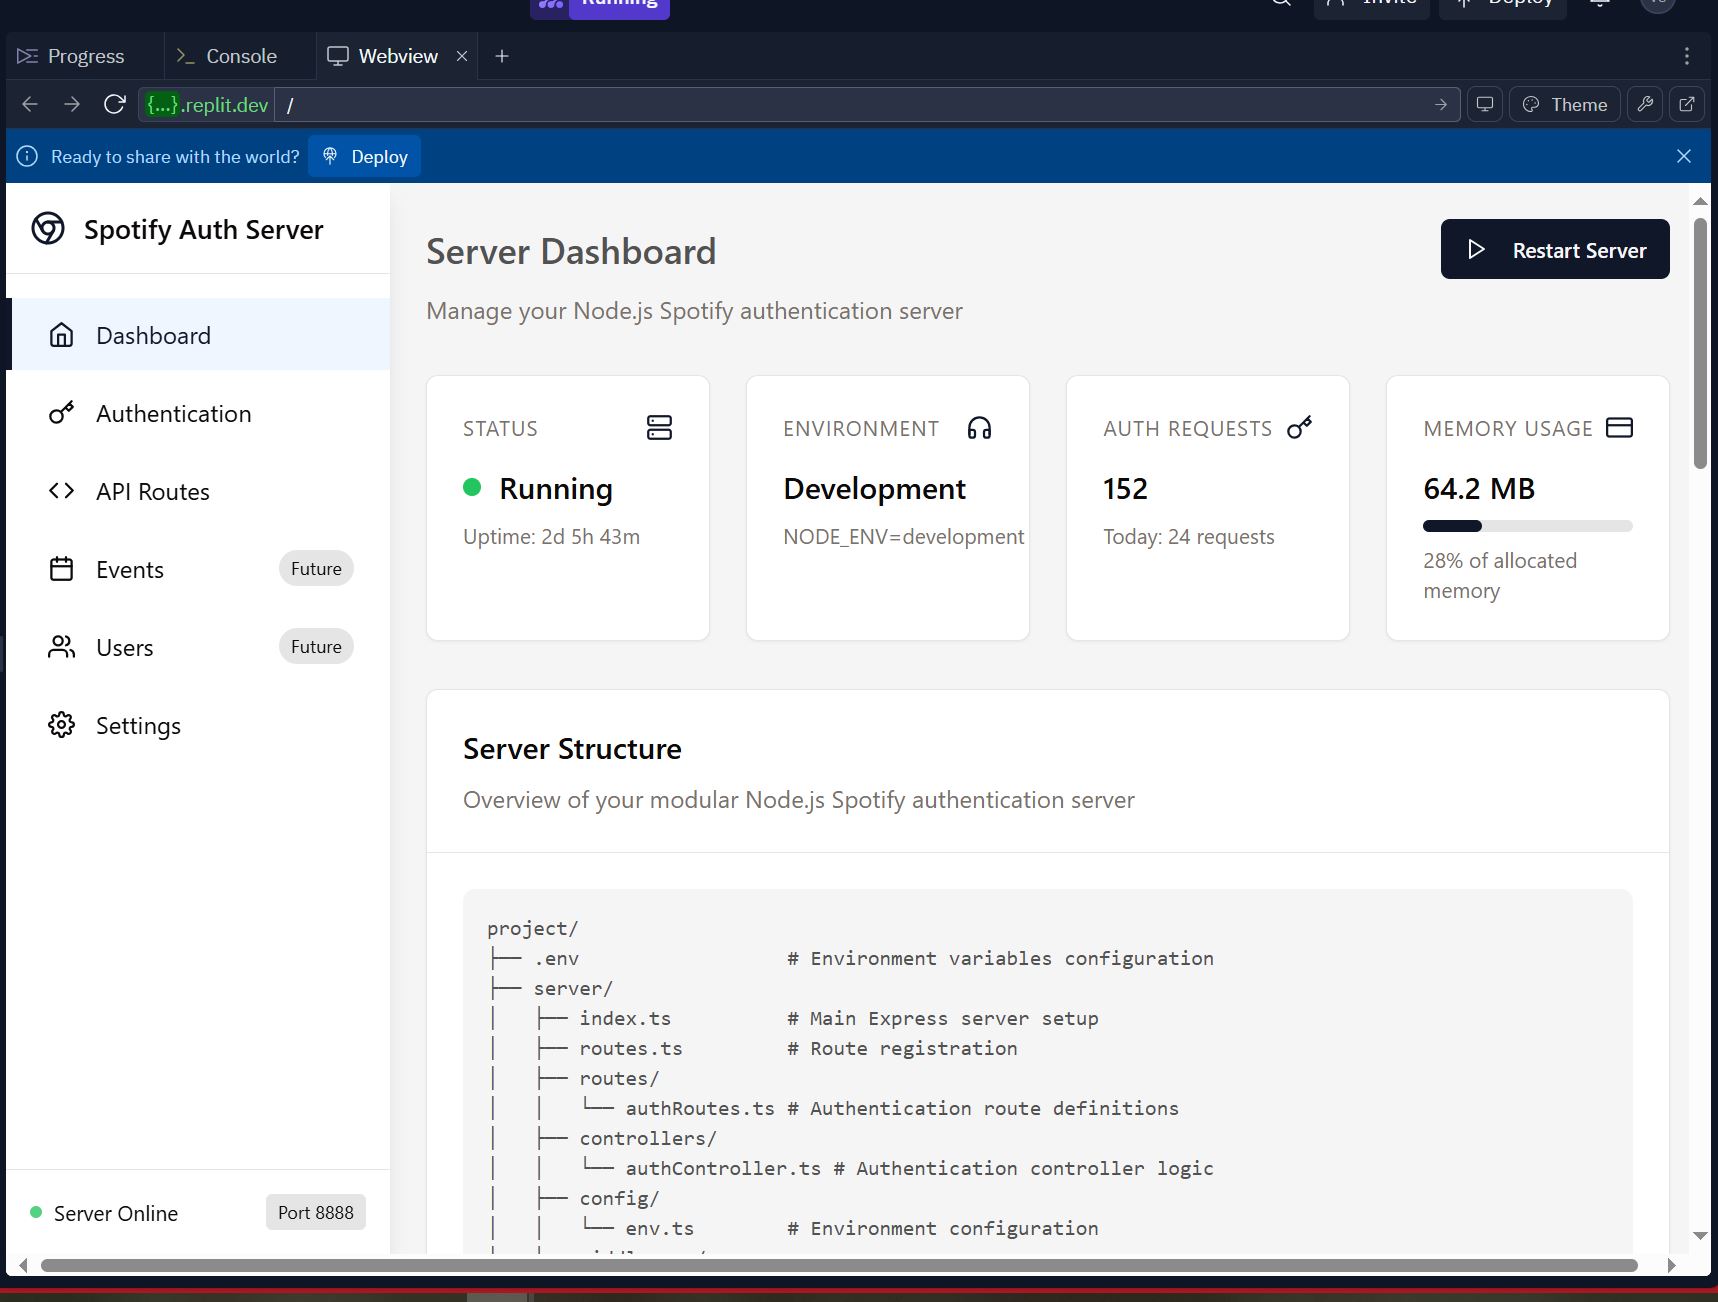 Running
Invite
Deploy
Progress
Console
Webview
{...}.replit.dev
/
Theme
Ready to share with the world?
Deploy
Spotify Auth Server
Dashboard
Authentication
API Routes
Events
Future
Users
Future
Settings
Server Online
Port 8888
Server Dashboard
Manage your Node.js Spotify authentication server
Restart Server
STATUS
Running
Uptime: 2d 5h 43m
ENVIRONMENT
Development
NODE_ENV=development
AUTH REQUESTS
152
Today: 24 requests
MEMORY USAGE
64.2 MB
28% of allocated
memory
Server Structure
Overview of your modular Node.js Spotify authentication server
project/
├── .env                  # Environment variables configuration
├── server/
│   ├── index.ts          # Main Express server setup
│   ├── routes.ts         # Route registration
│   ├── routes/
│   │   └── authRoutes.ts # Authentication route definitions
│   ├── controllers/
│   │   └── authController.ts # Authentication controller logic
│   ├── config/
│   │   └── env.ts        # Environment configuration